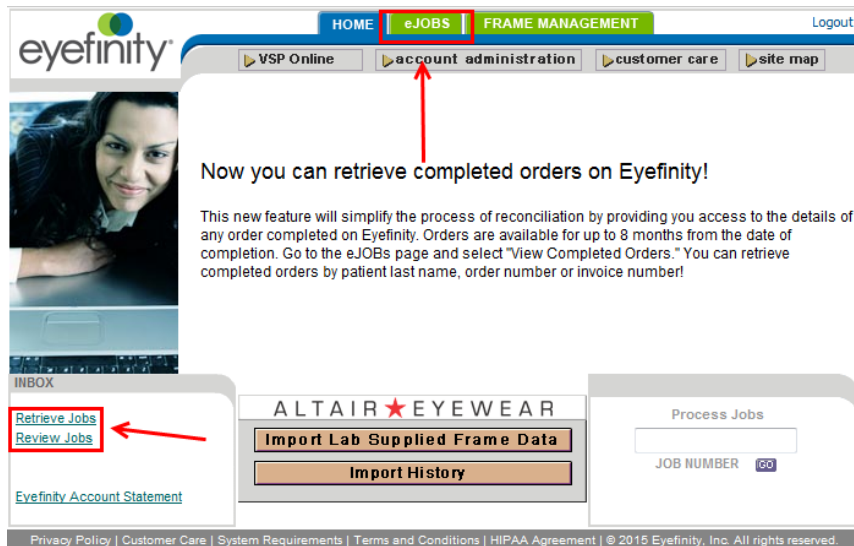 HOME eJOBS FRAME MANAGEMENT Logout
eyefinity
VSP Online account administration customer care site map
Now you can retrieve completed orders on Eyefinity!
This new feature will simplify the process of reconciliation by providing you access to the details of
any order completed on Eyefinity. Orders are available for up to 8 months from the date of
completion. Go to the eJOBs page and select "View Completed Orders." You can retrieve
completed orders by patient last name, order number or invoice number!
INBOX
Retrieve Jobs
Review Jobs
Eyefinity Account Statement
ALTAIR EYEWEAR
Import Lab Supplied Frame Data
Import History
Process Jobs
JOB NUMBER GO
Privacy Policy | Customer Care | System Requirements | Terms and Conditions | HIPAA Agreement | © 2015 Eyefinity, Inc. All rights reserved.